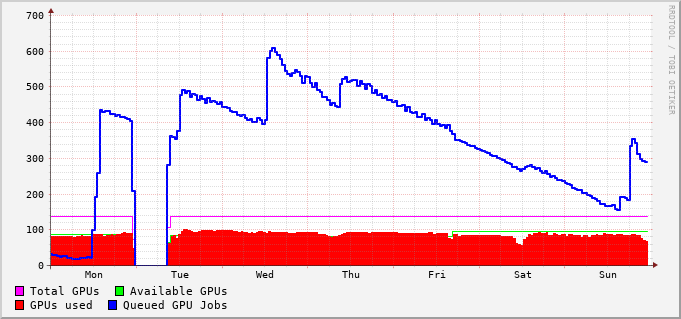 700
600
500
400
300
200
100
0
Mon Tue Wed Thu Fri Sat Sun
Total GPUs Available GPUs
GPUs used Queued GPU Jobs
RRDTOOL / TOBI OETIKER